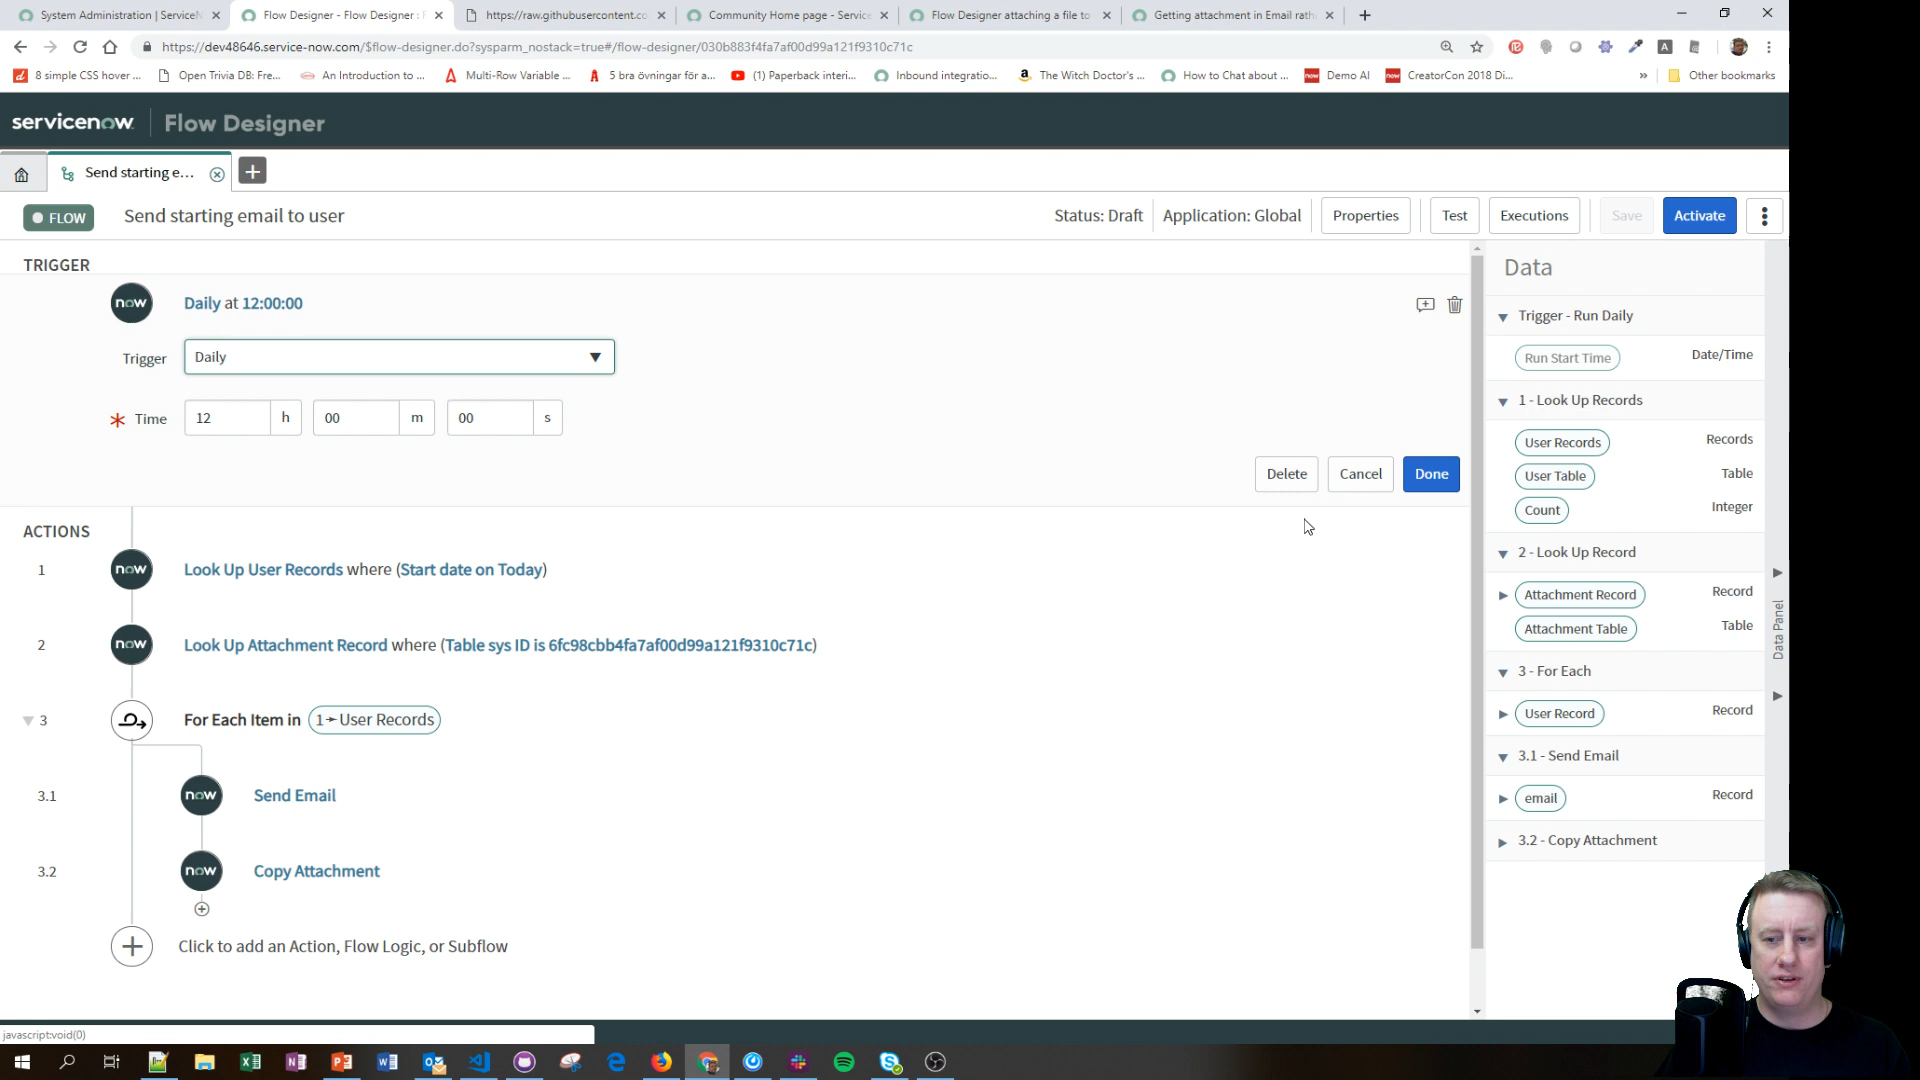 System Administration | ServiceN
Flow Designer - Flow Designer : F
https://raw.githubusercontent.co
Community Home page - Service
Flow Designer attaching a file to
Getting attachment in Email rath
https://dev48646.service-now.com/$flow-designer.do?sysparm_nostack=true#/flow-designer/030b883f4fa7af00d99a121f9310c71c
8 simple CSS hover ...
Open Trivia DB: Fre...
An Introduction to ...
Multi-Row Variable ...
5 bra övningar för a...
(1) Paperback interi...
Inbound integratio...
The Witch Doctor's ...
How to Chat about ...
Demo AI
CreatorCon 2018 Di...
»
Other bookmarks
servicenow
Flow Designer
Send starting e...
FLOW
Send starting email to user
Status: Draft
Application: Global
Properties
Test
Executions
Save
Activate
TRIGGER
now
Daily at 12:00:00
Trigger
Daily
* Time
12 h 00 m 00 s
Delete
Cancel
Done
ACTIONS
1
now
Look Up User Records where (Start date on Today)
2
now
Look Up Attachment Record where (Table sys ID is 6fc98cbb4fa7af00d99a121f9310c71c)
3
For Each Item in 1➛User Records
3.1
now
Send Email
3.2
now
Copy Attachment
Click to add an Action, Flow Logic, or Subflow
Data
Trigger - Run Daily
Run Start Time Date/Time
1 - Look Up Records
User Records Records
User Table Table
Count Integer
2 - Look Up Record
Attachment Record Record
Attachment Table Table
3 - For Each
User Record Record
3.1 - Send Email
email Record
3.2 - Copy Attachment
Data Panel
javascript:void(0)